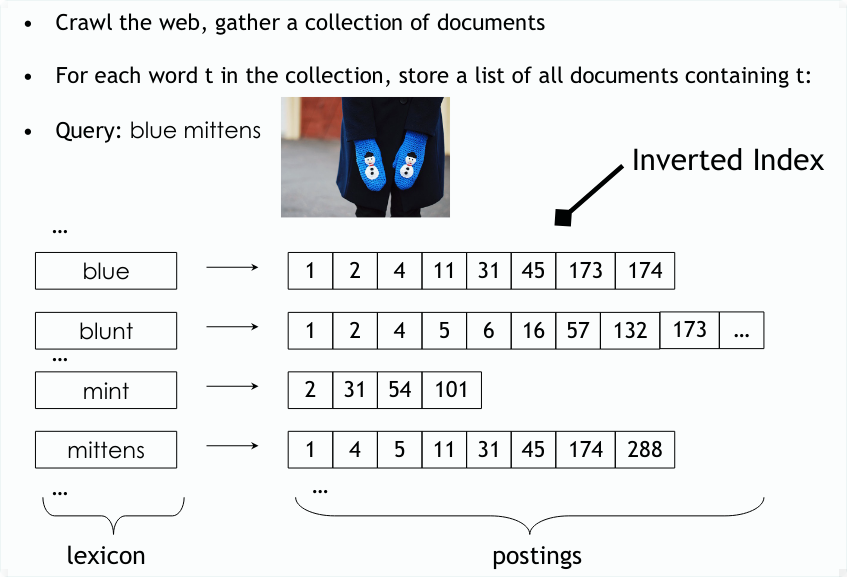 • Crawl the web, gather a collection of documents
• For each word t in the collection, store a list of all documents containing t:
• Query: blue mittens
Inverted Index
...
blue 1 2 4 11 31 45 173 174
blunt 1 2 4 5 6 16 57 132 173 ...
...
mint 2 31 54 101
mittens 1 4 5 11 31 45 174 288
... ...
lexicon postings